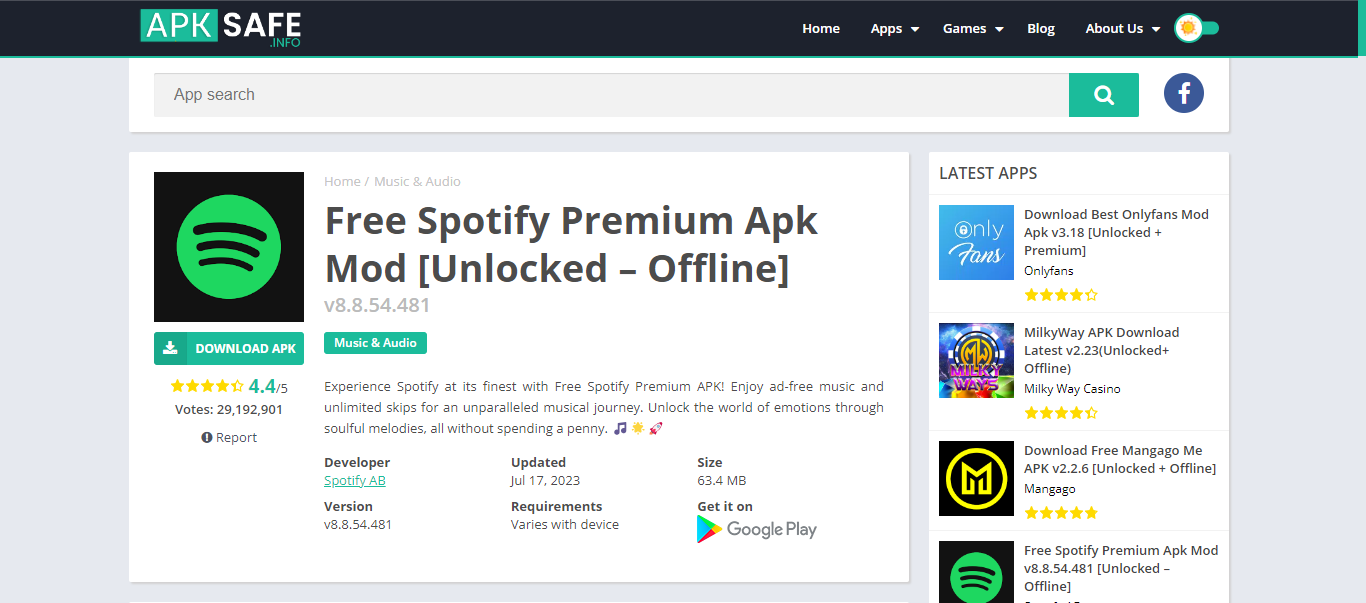 APK SAFE
.INFO
Home Apps Games Blog About Us
App search
Home / Music & Audio
Free Spotify Premium Apk
Mod [Unlocked – Offline]
v8.8.54.481
Music & Audio
DOWNLOAD APK
4.4/5
Votes: 29,192,901
Report
Experience Spotify at its finest with Free Spotify Premium APK! Enjoy ad-free music and
unlimited skips for an unparalleled musical journey. Unlock the world of emotions through
soulful melodies, all without spending a penny. 🎵 🌟 🚀
Developer Updated Size
Spotify AB Jul 17, 2023 63.4 MB
Version Requirements Get it on
v8.8.54.481 Varies with device Google Play
LATEST APPS
Only
Fans
Download Best Onlyfans Mod
Apk v3.18 [Unlocked +
Premium]
Onlyfans
MW
MILKY
WAYS
MilkyWay APK Download
Latest v2.23(Unlocked+
Offline)
Milky Way Casino
Download Free Mangago Me
APK v2.2.6 [Unlocked + Offline]
Mangago
Free Spotify Premium Apk Mod
v8.8.54.481 [Unlocked –
Offline]